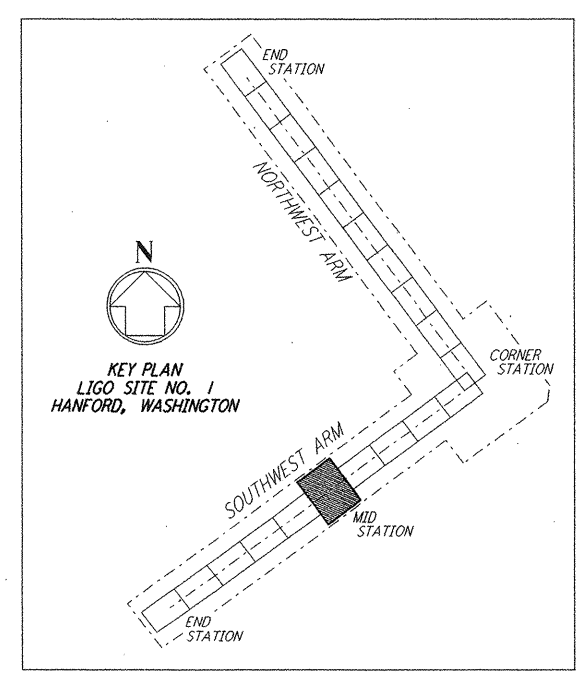 END
STATION
NORTHWEST ARM
N
KEY PLAN
LIGO SITE NO. 1
HANFORD, WASHINGTON
CORNER
STATION
SOUTHWEST ARM
MID
STATION
END
STATION